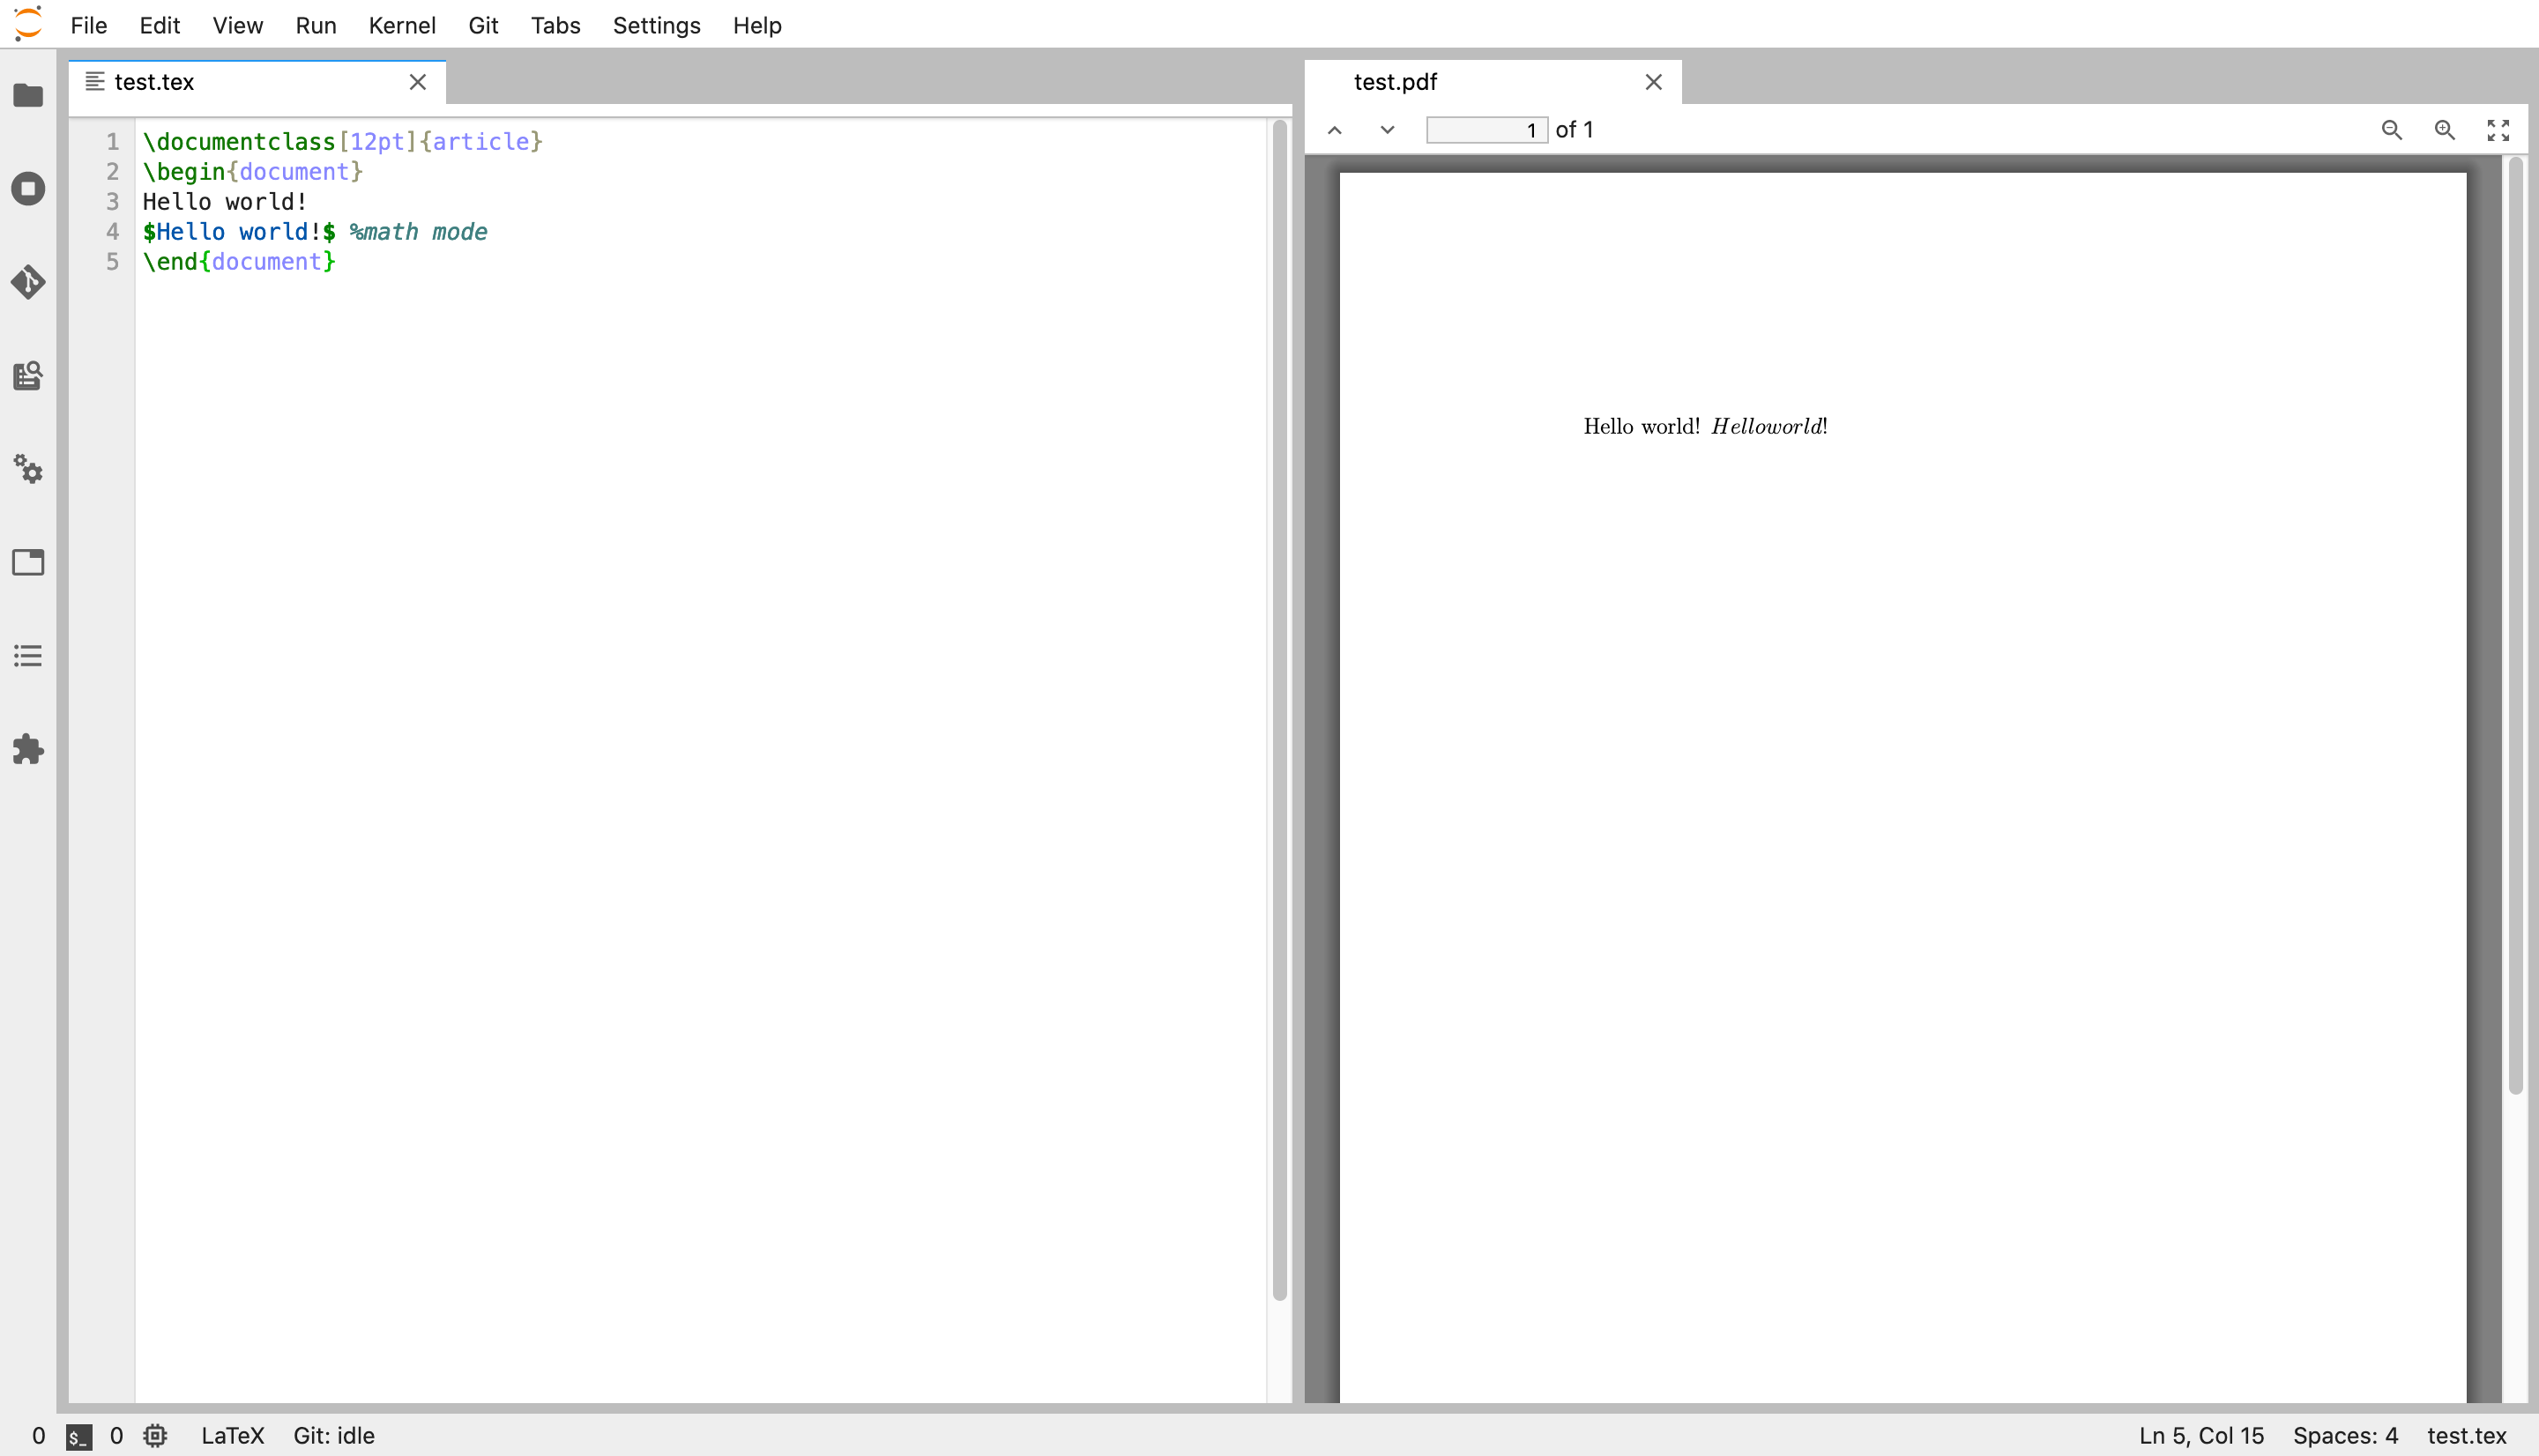 File Edit View Run Kernel Git Tabs Settings Help
test.tex
1 \documentclass[12pt]{article}
2 \begin{document}
3 Hello world!
4 $Hello world!$ %math mode
5 \end{document}
test.pdf
1 of 1
Hello world! Helloworld!
0 $_ 0 LaTeX Git: idle
Ln 5, Col 15 Spaces: 4 test.tex